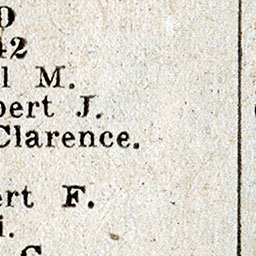 42
l M.
bert J.
Clarence.
ert F.
i.